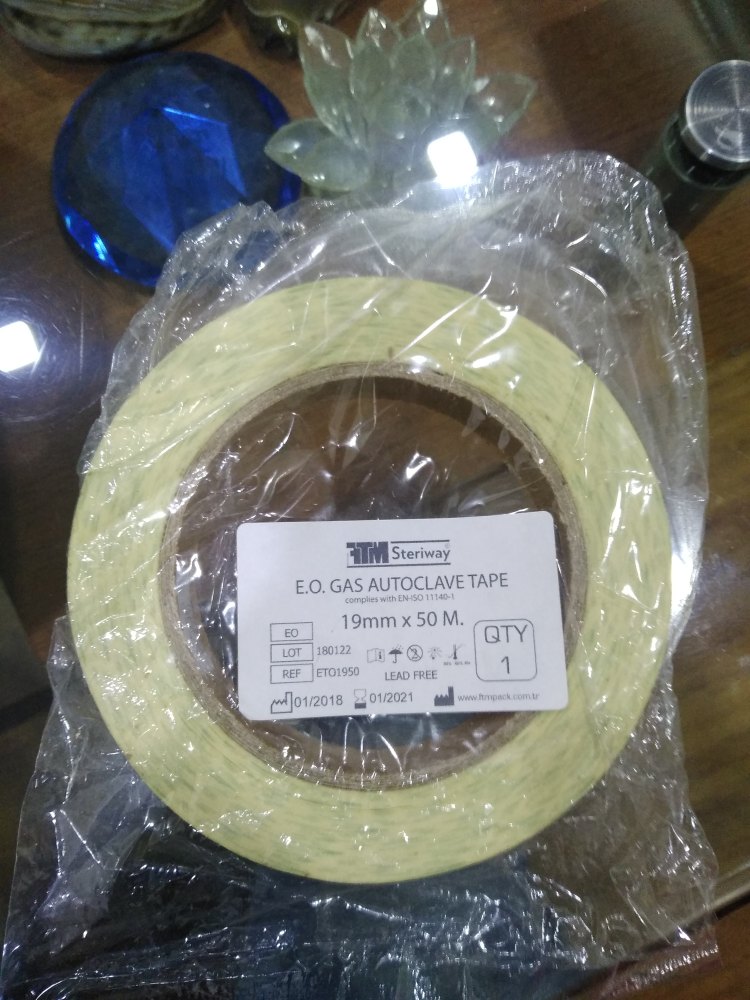 FTM Steriway
E.O. GAS AUTOCLAVE TAPE
complies with EN-ISO 11140-1
19mm x 50 M.
EO
LOT 180122
REF ETO1950
LEAD FREE
QTY
1
01/2018 01/2021 www.ftmpack.com.tr